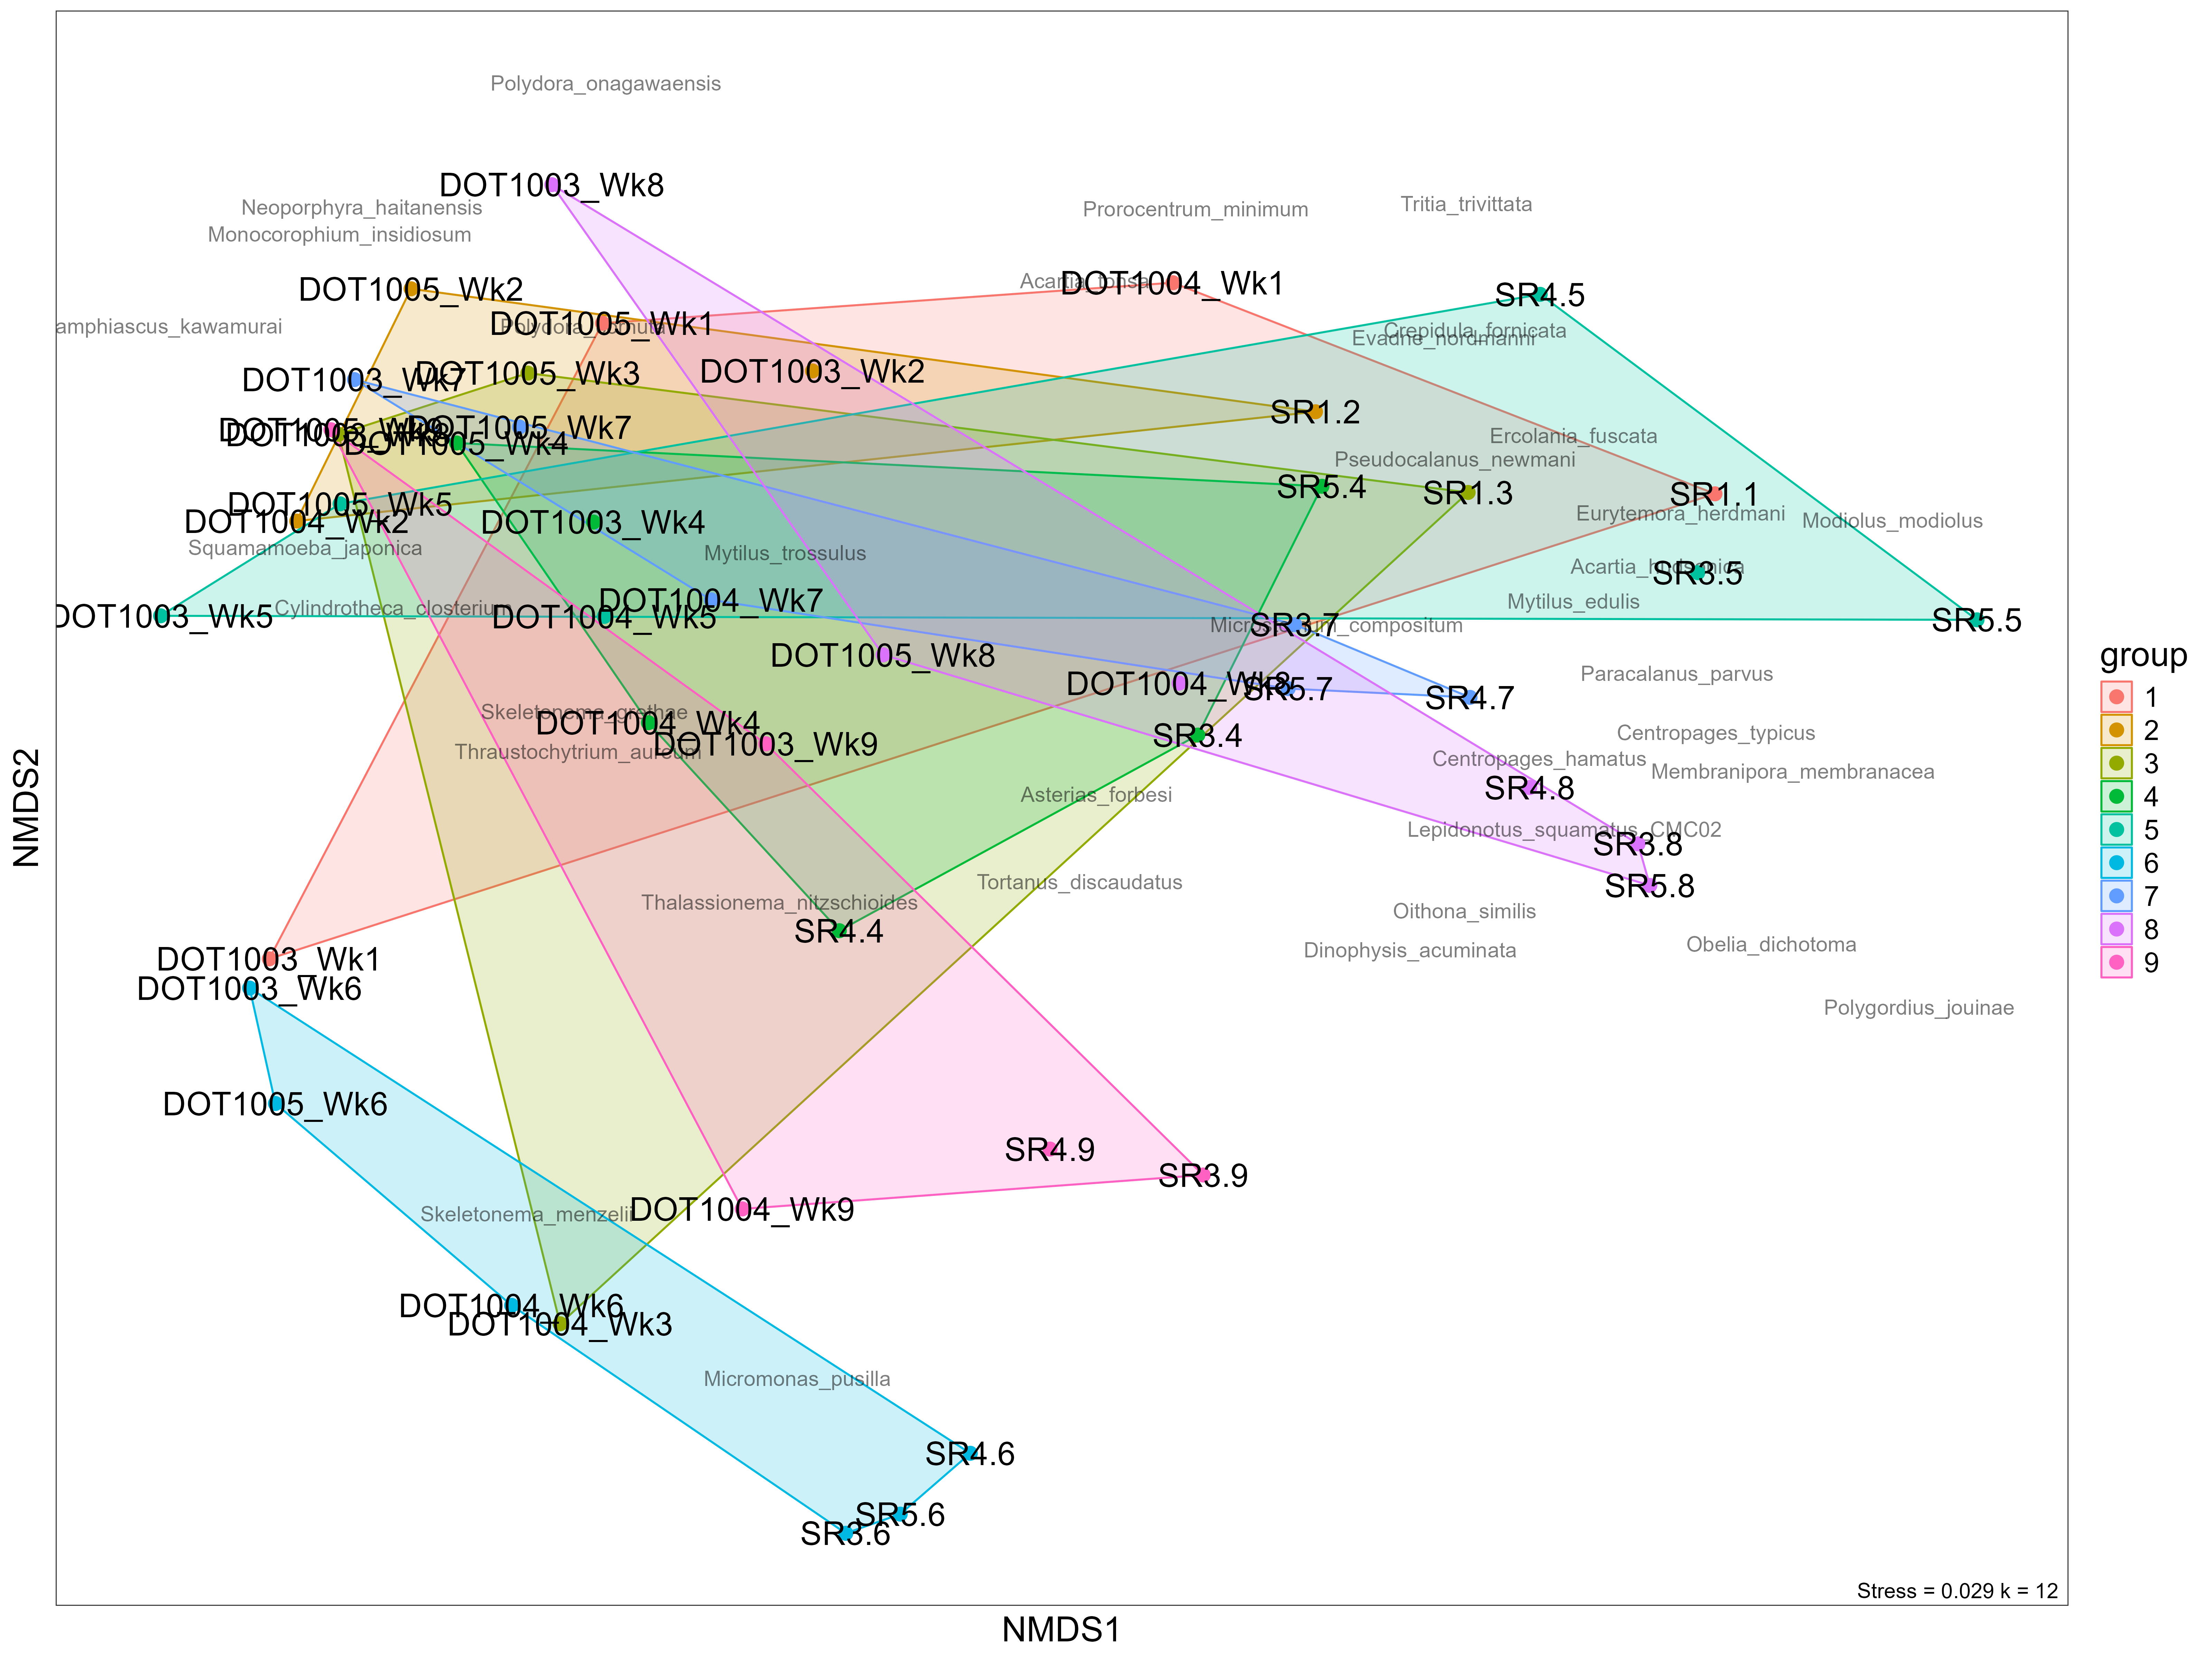 Polydora_onagawaensis
DOT1003_Wk8
Neoporphyra_haitanensis
Prorocentrum_minimum
Tritia_trivittata
Monocorophium_insidiosum
DOT1005_Wk2
DOT1004_Wk1
SR4.5
amphiascus_kawamurai
DOT1005_Wk1
Crepidula_fornicata
Evadne_nordmanni
DOT1003_Wk7
DOT1005_Wk3
DOT1003_Wk2
SR1.2
DOT1005_Wk7
DOT1005_Wk4
Ercolania_fuscata
Pseudocalanus_newmani
SR5.4
SR1.3
SR1.1
DOT1005_Wk5
DOT1004_Wk2
DOT1003_Wk4
Eurytemora_herdmani
Modiolus_modiolus
Squamamoeba_japonica
Mytilus_trossulus
SR3.5
DOT1003_Wk5
Cylindrotheca_closterium
DOT1004_Wk7
DOT1004_Wk5
Mytilus_edulis
SR3.7
SR5.5
DOT1005_Wk8
DOT1004_Wk8
SR5.7
SR4.7
Paracalanus_parvus
Skeletonema_grethae
DOT1004_Wk4
SR3.4
Centropages_typicus
Thraustochytrium_aureum
DOT1003_Wk9
Centropages_hamatus
Membranipora_membranacea
SR4.8
Asterias_forbesi
Lepidonotus_squamatus_CMC02
SR3.8
SR5.8
Tortanus_discaudatus
Thalassionema_nitzschioides
Oithona_similis
SR4.4
Dinophysis_acuminata
Obelia_dichotoma
DOT1003_Wk1
DOT1003_Wk6
Polygordius_jouinae
DOT1005_Wk6
SR4.9
SR3.9
Skeletonema_menzelii
DOT1004_Wk9
DOT1004_Wk6
DOT1004_Wk3
Micromonas_pusilla
SR4.6
SR5.6
SR3.6
Stress = 0.029 k = 12
NMDS1
NMDS2
group
1
2
3
4
5
6
7
8
9